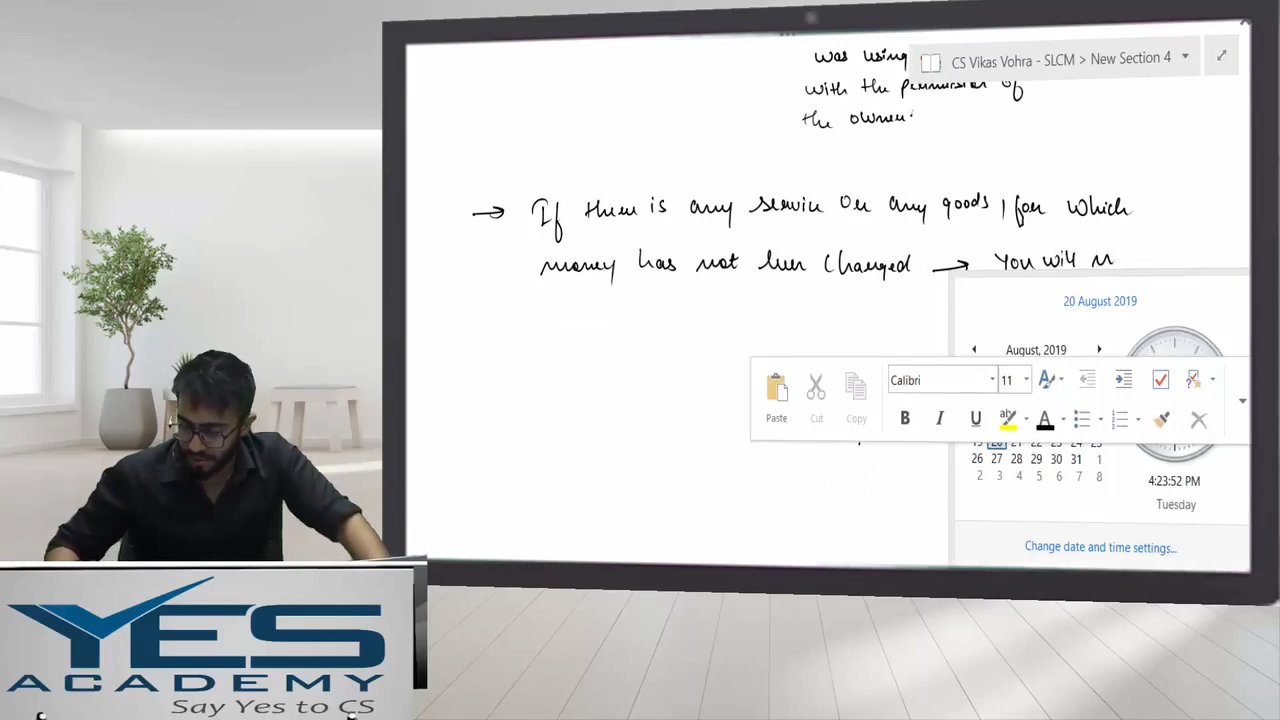 was using
CS Vikas Vohra - SLCM > New Section 4
with the permission of
the owner.
→ If there is any service or any goods, for which
money has not been charged → You will n
20 August 2019
August, 2019
Paste
Cut
Copy
Calibri
11
B I U ab A
26 27 28 29 30 31 1
2 3 4 5 6 7 8
4:23:52 PM
Tuesday
Change date and time settings...
YES
ACADEMY
Say Yes to CS